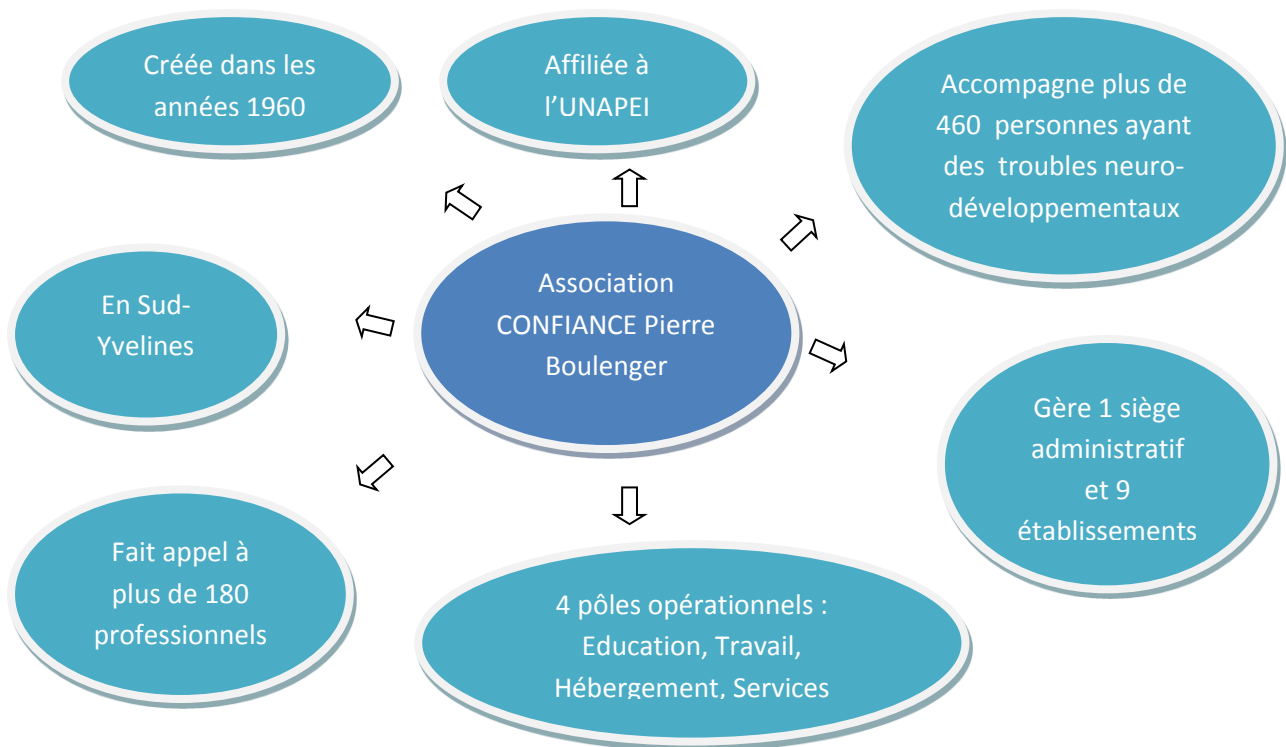 Créée dans les
années 1960
Affiliée à
l'UNAPEI
Accompagne plus de
460 personnes ayant
des troubles neuro-
développementaux
En Sud-
Yvelines
Association
CONFIANCE Pierre
Boulenger
Gère 1 siège
administratif
et 9
établissements
Fait appel à
plus de 180
professionnels
4 pôles opérationnels :
Education, Travail,
Hébergement, Services